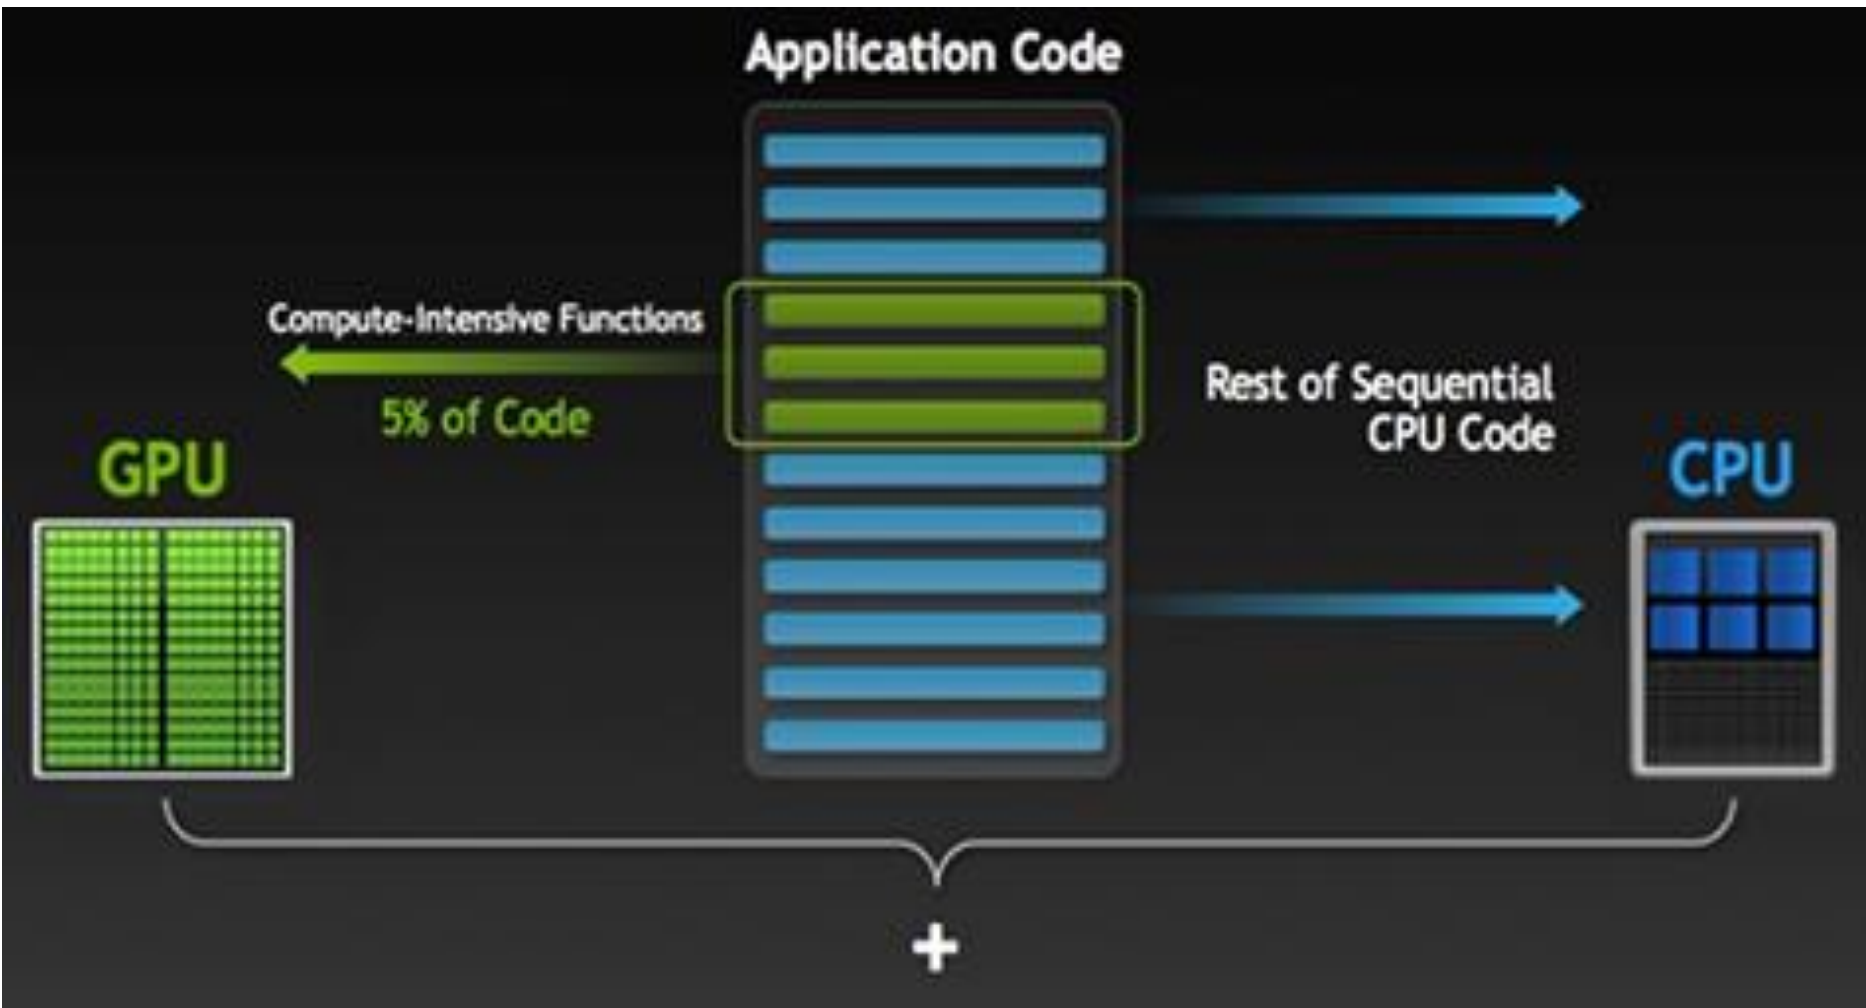 Application Code
Compute-Intensive Functions
5% of Code
Rest of Sequential
CPU Code
GPU
CPU
+